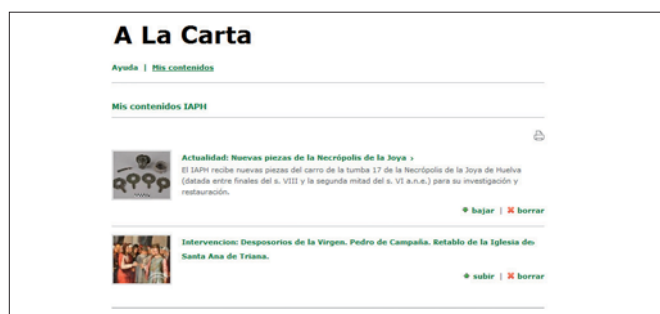 A La Carta
Ayuda | Mis contenidos
Mis contenidos IAPH
Actualidad: Nuevas piezas de la Necrópolis de la Joya ›
El IAPH recibe nuevas piezas del carro de la tumba 17 de la Necrópolis de la Joya de Huelva
(datada entre finales del s. VIII y la segunda mitad del s. VI a.n.e.) para su investigación y
restauración.
bajar | borrar
Intervencion: Desposorios de la Virgen. Pedro de Campaña. Retablo de la Iglesia de
Santa Ana de Triana.
subir | borrar